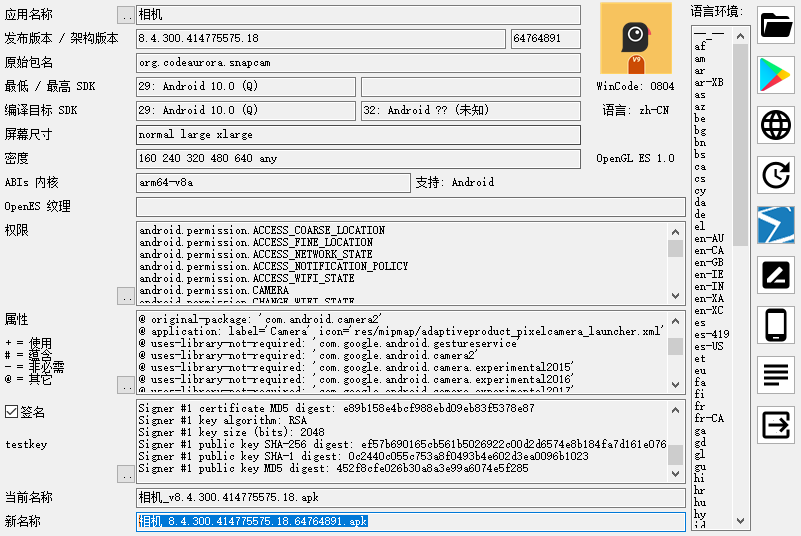 应用名称 .. 相机
语言环境:
发布版本 / 架构版本 8.4.300.414775575.18 64764891
原始包名 org.codeaurora.snapcam
V9
最低 / 最高 SDK 29: Android 10.0 (Q) WinCode: 0804
编译目标 SDK 29: Android 10.0 (Q) 32: Android ?? (未知) 语言: zh-CN
屏幕尺寸 normal large xlarge
密度 160 240 320 480 640 any OpenGL ES 1.0
ABIs 内核 arm64-v8a 支持: Android
OpenES 纹理
权限
android.permission.ACCESS_COARSE_LOCATION
android.permission.ACCESS_FINE_LOCATION
android.permission.ACCESS_NETWORK_STATE
android.permission.ACCESS_NOTIFICATION_POLICY
android.permission.ACCESS_WIFI_STATE
android.permission.CAMERA
android.permission.CHANGE_WIFI_STATE
..
属性
+ = 使用
# = 蕴含
- = 非必需
@ = 其它
..
@ original-package: 'com.android.camera2'
@ application: label='Camera' icon='res/mipmap/adaptiveproduct_pixelcamera_launcher.xml'
@ uses-library-not-required: 'com.google.android.gestureservice'
@ uses-library-not-required: 'com.google.android.camera2'
@ uses-library-not-required: 'com.google.android.camera.experimental2015'
@ uses-library-not-required: 'com.google.android.camera.experimental2016'
@ uses-library-not-required: 'com.google.android.camera.experimental2017'
签名
testkey
..
Signer #1 certificate MD5 digest: e89b158e4bcf988ebd09eb83f5378e87
Signer #1 key algorithm: RSA
Signer #1 key size (bits): 2048
Signer #1 public key SHA-256 digest: ef57b690165cb561b5026922c00d2d6574e8b184fa7d161e076
Signer #1 public key SHA-1 digest: 0c2440c055c753a8f0493b4e602d3ea0096b1023
Signer #1 public key MD5 digest: 452f8cfe026b30a8a3e99a6074e5f285
当前名称 相机_v8.4.300.414775575.18.apk
新名称 相机_8.4.300.414775575.18.64764891.apk
--_--
af
am
ar
ar-XB
as
az
be
bg
bn
bs
ca
cs
cy
da
de
el
en-AU
en-CA
en-GB
en-IE
en-IN
en-XA
en-XC
es
es-419
es-US
et
eu
fa
fi
fr
fr-CA
ga
gd
gl
gu
hi
hr
hu
hy
id